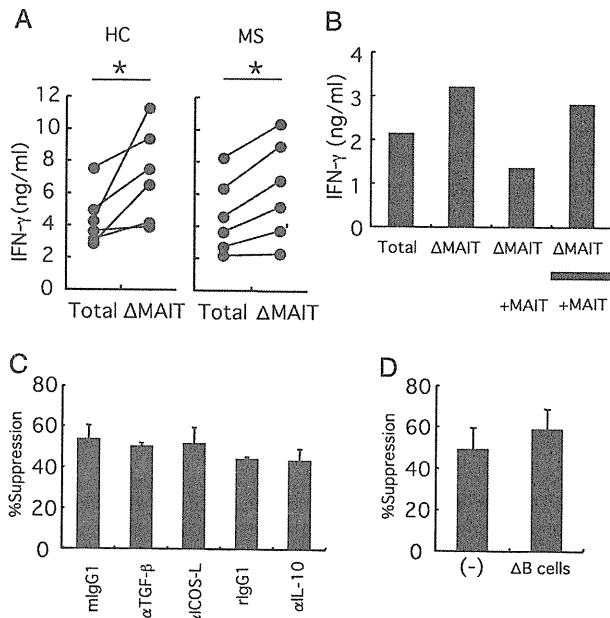 A
HC
MS
*
*
IFN-γ (ng/ml)
12
10
8
6
4
2
0
Total ΔMAIT
Total ΔMAIT
B
IFN-γ (ng/ml)
4
3
2
1
0
Total ΔMAIT ΔMAIT ΔMAIT
+MAIT +MAIT
C
%Suppression
80
60
40
20
0
mIgG1
αTGF-β
αICOS-L
rIgG1
αIL-10
D
%Suppression
80
60
40
20
0
(-)
ΔB cells